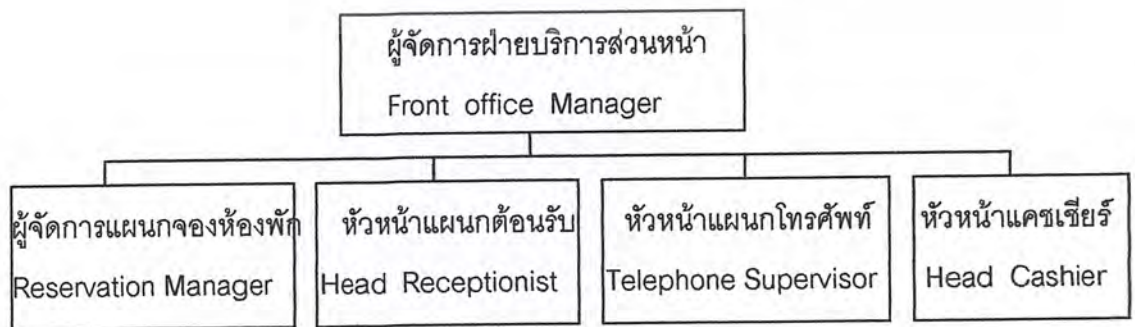 ผู้จัดการฝ่ายบริการส่วนหน้า
Front office Manager
ผู้จัดการแผนกจองห้องพัก
Reservation Manager
หัวหน้าแผนกต้อนรับ
Head Receptionist
หัวหน้าแผนกโทรศัพท์
Telephone Supervisor
หัวหน้าแคชเชียร์
Head Cashier